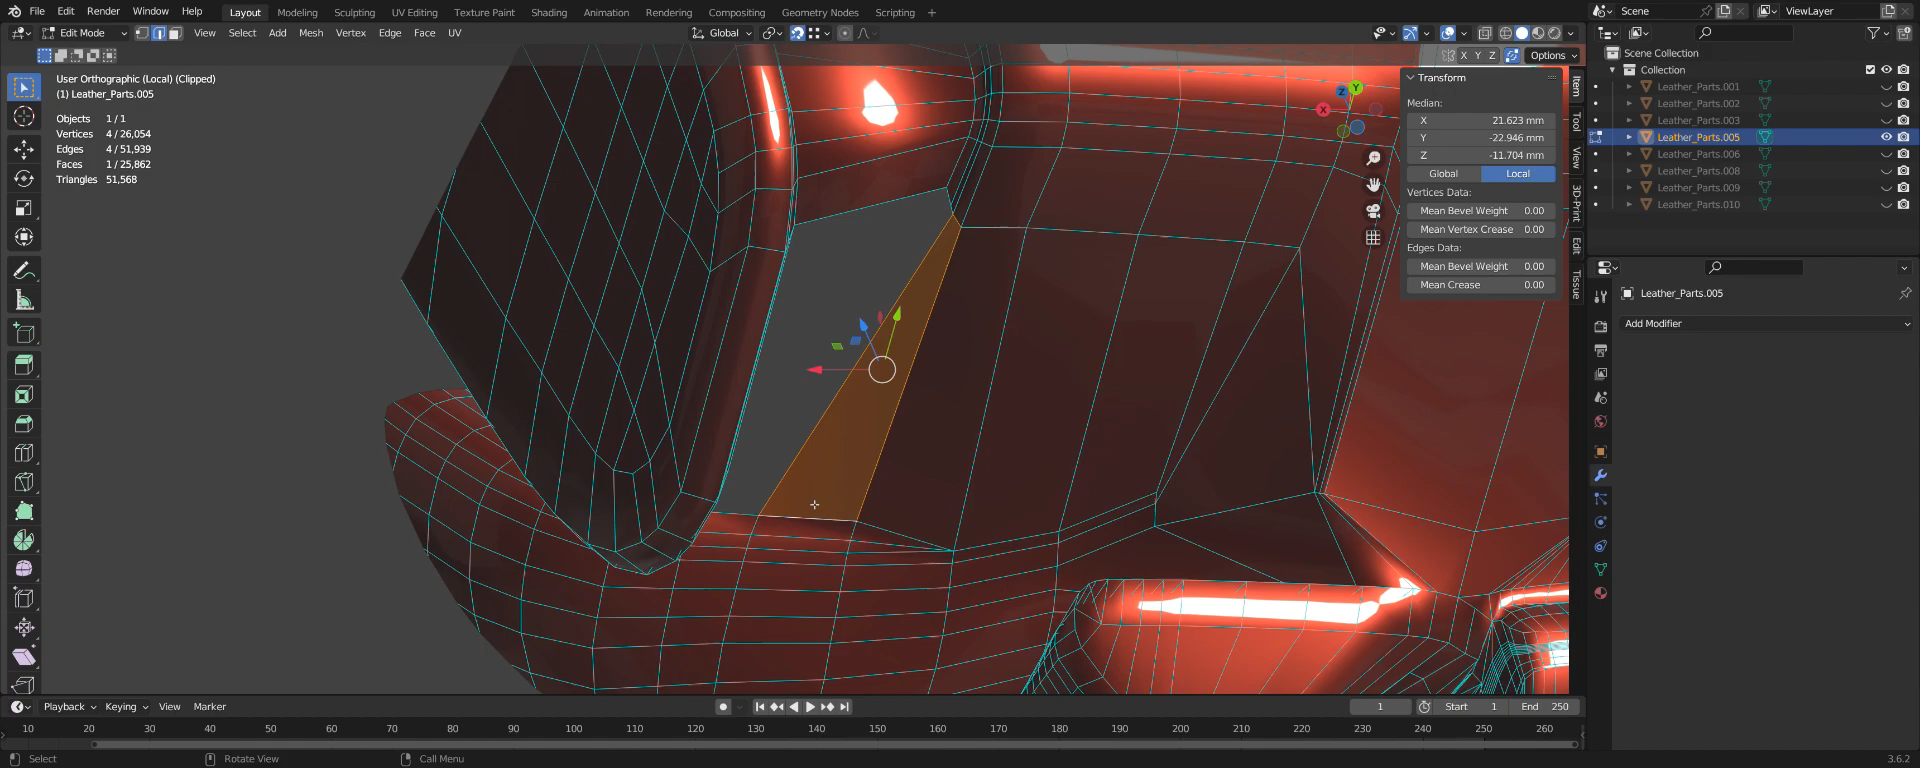 File Edit Render Window Help Layout Modeling Sculpting UV Editing Texture Paint Shading Animation Rendering Compositing Geometry Nodes Scripting + Scene ViewLayer
Edit Mode View Select Add Mesh Vertex Edge Face UV Global
X Y Z Options
User Orthographic (Local) (Clipped)
(1) Leather_Parts.005
Objects 1 / 1
Vertices 4 / 26,054
Edges 4 / 51,939
Faces 1 / 25,862
Triangles 51,568
Z Y
X
Transform
Median:
X 21.623 mm
Y -22.946 mm
Z -11.704 mm
Global Local
Vertices Data:
Mean Bevel Weight 0.00
Mean Vertex Crease 0.00
Edges Data:
Mean Bevel Weight 0.00
Mean Crease 0.00
Item
Tool
View
3D-Print
Edit
Tissue
Scene Collection
Collection
Leather_Parts.001
Leather_Parts.002
Leather_Parts.003
Leather_Parts.005
Leather_Parts.006
Leather_Parts.008
Leather_Parts.009
Leather_Parts.010
Leather_Parts.005
Add Modifier
Playback Keying View Marker 1 Start 1 End 250
10 20 30 40 50 60 70 80 90 100 110 120 130 140 150 160 170 180 190 200 210 220 230 240 250 260
Select Rotate View Call Menu 3.6.2